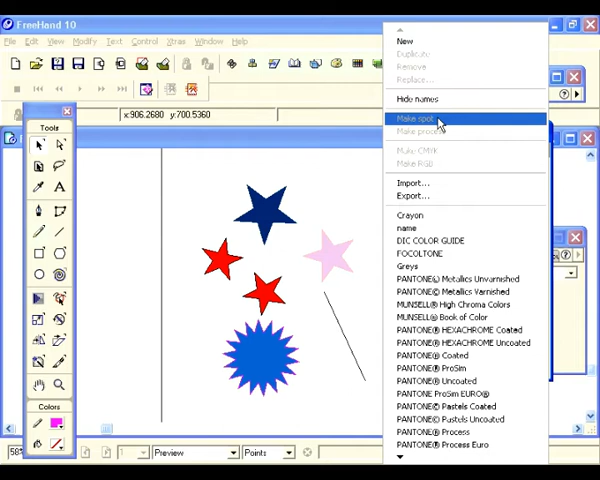 FreeHand 10
File Edit View Modify Text Control Xtras Window Help
x:906.2680 y:700.5360
Tools
Colors
58%
1
Preview
Points
New
Duplicate
Remove
Replace...
Hide names
Make spot
Make process
Make CMYK
Make RGB
Import...
Export...
Crayon
name
DIC COLOR GUIDE
FOCOLTONE
Greys
PANTONE® Metallics Unvarnished
PANTONE® Metallics Varnished
MUNSELL® High Chroma Colors
MUNSELL® Book of Color
PANTONE® HEXACHROME Coated
PANTONE® HEXACHROME Uncoated
PANTONE® Coated
PANTONE® ProSim
PANTONE® Uncoated
PANTONE ProSim EURO®
PANTONE® Pastels Coated
PANTONE® Pastels Uncoated
PANTONE® Process
PANTONE® Process Euro